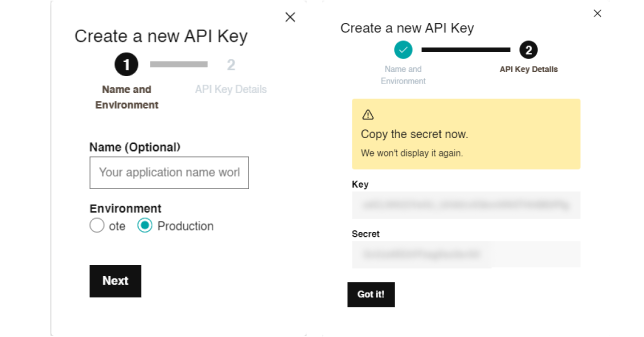 Create a new API Key
1
2
Name and
Environment
API Key Details
Name (Optional)
Your application name worl
Environment
ote
Production
Next
Create a new API Key
2
Name and
Environment
API Key Details
Copy the secret now.
We won't display it again.
Key
Secret
Got it!